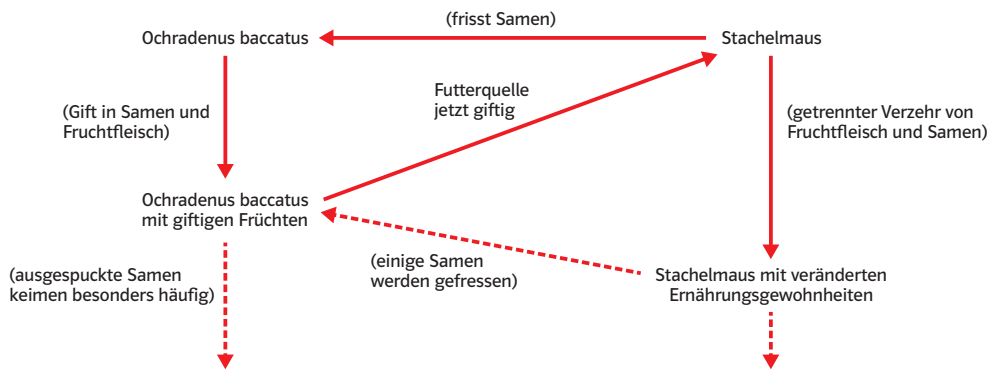 (frisst Samen)
Ochradenus baccatus
Stachelmaus
Futterquelle
jetzt giftig
(Gift in Samen und
Fruchtfleisch)
(getrennter Verzehr von
Fruchtfleisch und Samen)
Ochradenus baccatus
mit giftigen Früchten
(einige Samen
werden gefressen)
(ausgespuckte Samen
keimen besonders häufig)
Stachelmaus mit veränderten
Ernährungsgewohnheiten